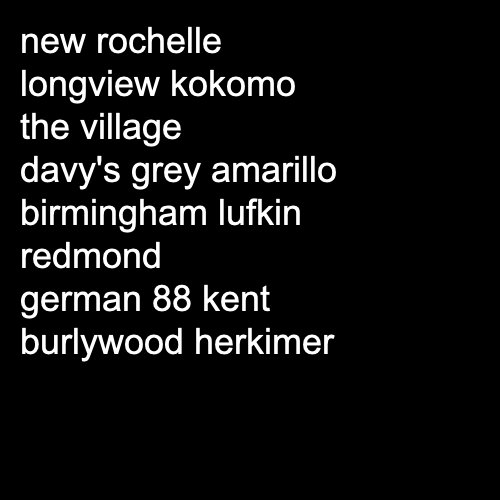 new rochelle
longview kokomo
the village
davy's grey amarillo
birmingham lufkin
redmond
german 88 kent
burlywood herkimer